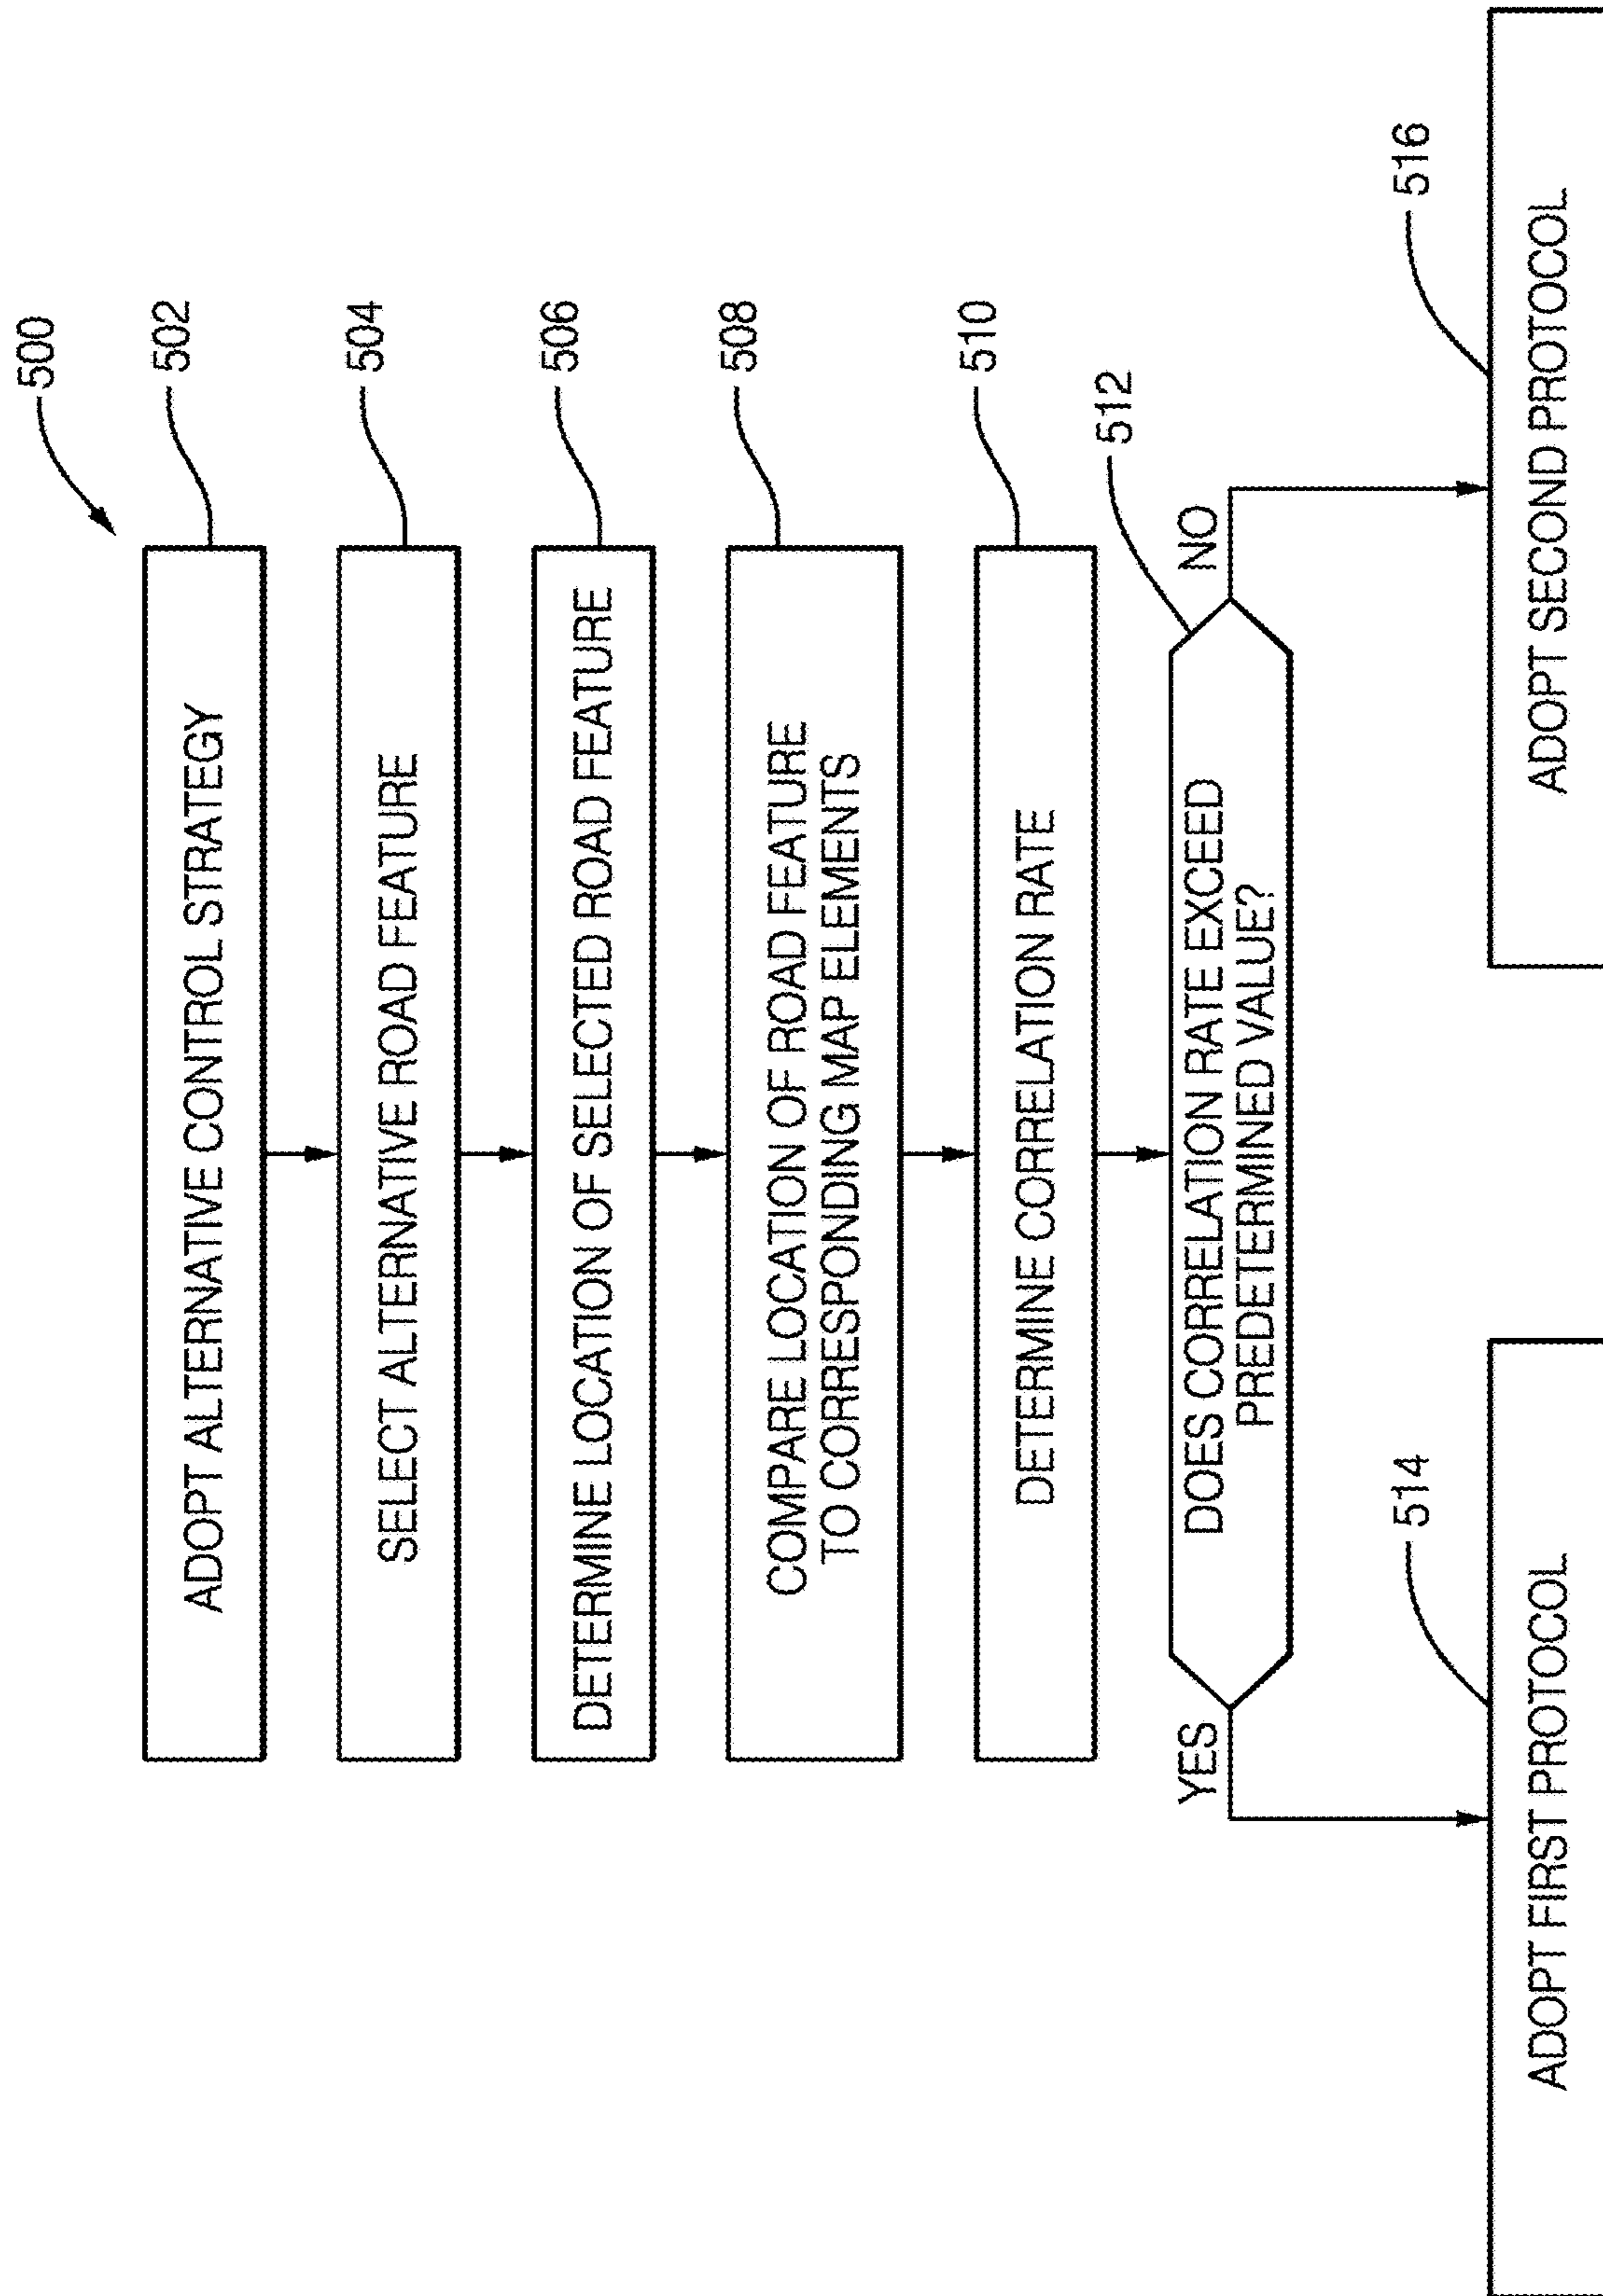 500
502
ADOPT ALTERNATIVE CONTROL STRATEGY
504
SELECT ALTERNATIVE ROAD FEATURE
506
DETERMINE LOCATION OF SELECTED ROAD FEATURE
508
COMPARE LOCATION OF ROAD FEATURE
TO CORRESPONDING MAP ELEMENTS
510
DETERMINE CORRELATION RATE
512
YES
DOES CORRELATION RATE EXCEED
PREDETERMINED VALUE?
NO
514
516
ADOPT FIRST PROTOCOL
ADOPT SECOND PROTOCOL